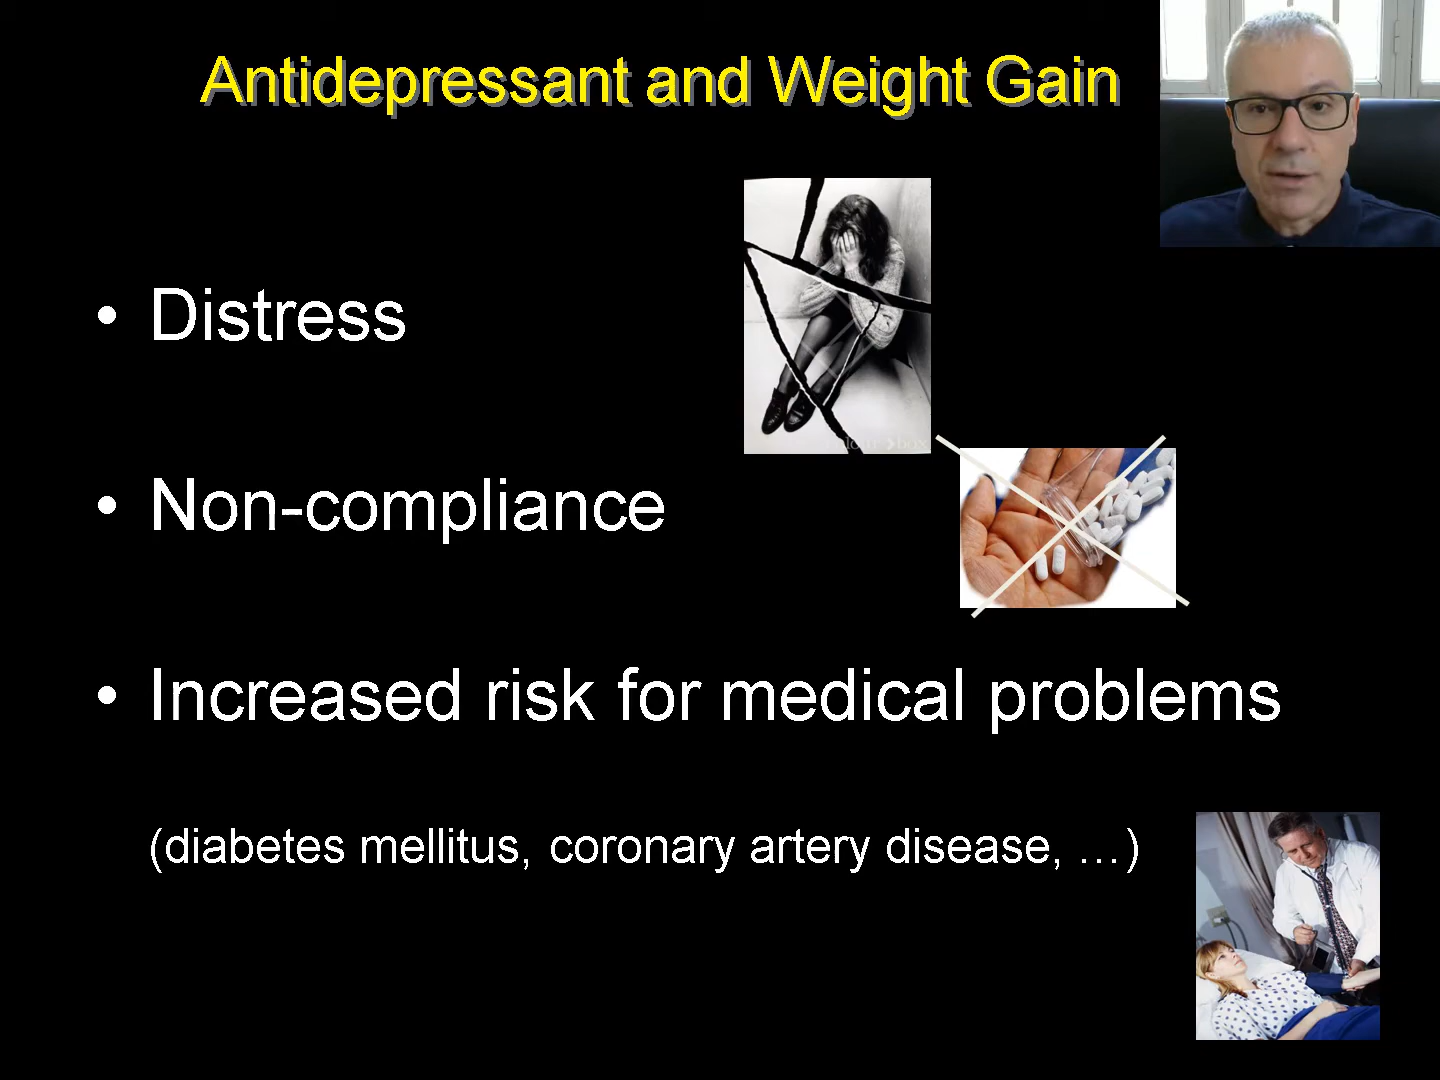 Antidepressant and Weight Gain
• Distress
• Non-compliance
• Increased risk for medical problems
(diabetes mellitus, coronary artery disease, …)